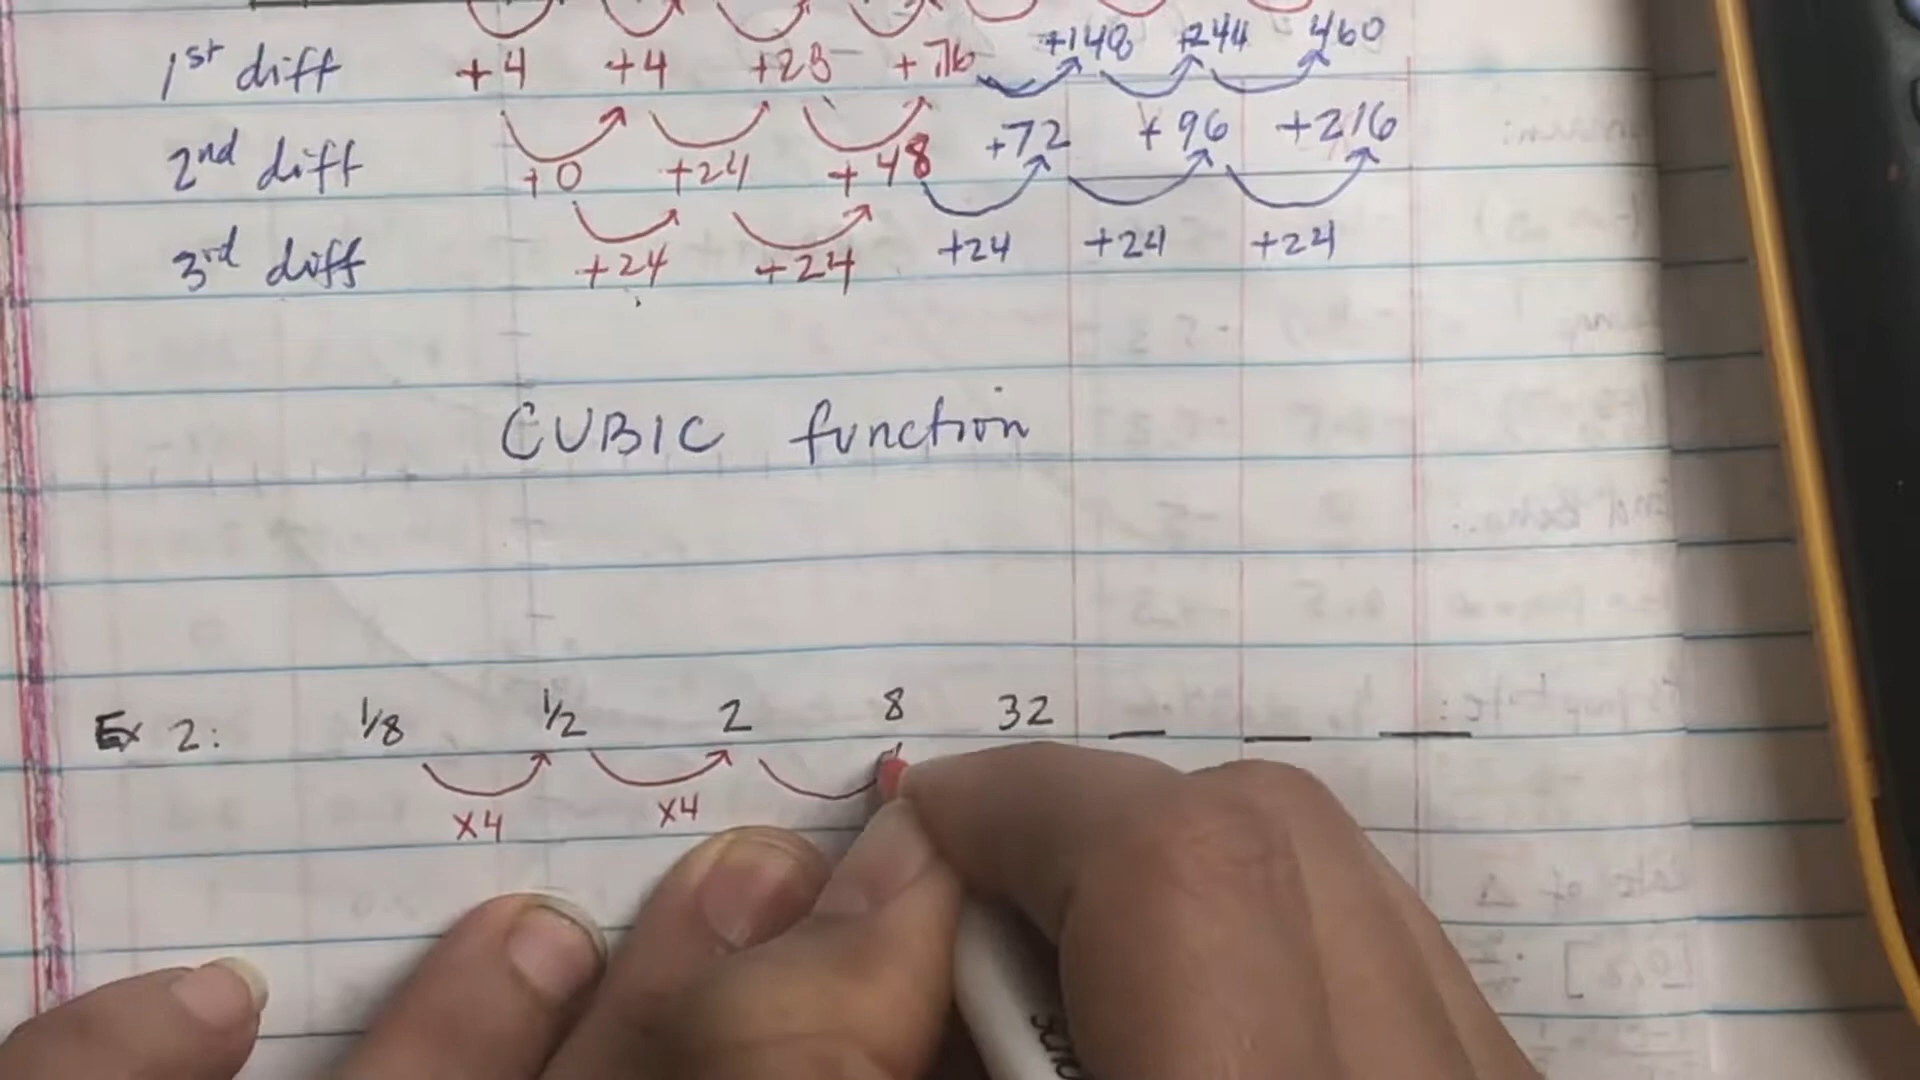 1st diff +4 +4 +28 +76 +148 +244 460
2nd diff +0 +24 +48 +72 +96 +216
3rd diff +24 +24 +24 +24 +24
CUBIC function
Ex 2: 1/8 1/2 2 8 32 __ __ __
x4 x4